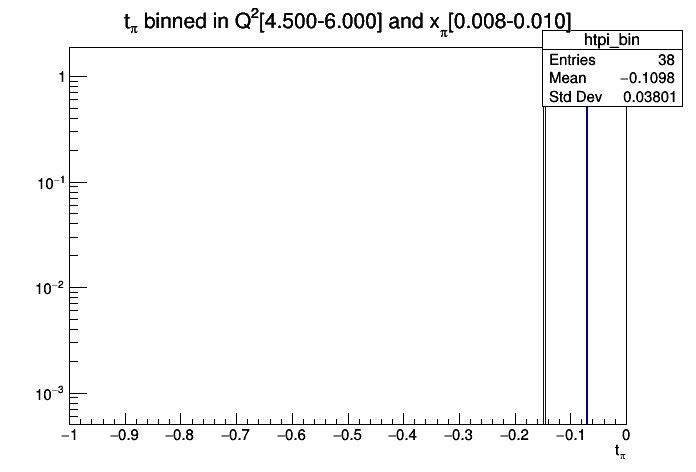 t_π binned in Q²[4.500-6.000] and x_π[0.008-0.010]
htpi_bin
Entries 38
Mean −0.1098
Std Dev 0.03801
1
10⁻¹
10⁻²
10⁻³
−1 −0.9 −0.8 −0.7 −0.6 −0.5 −0.4 −0.3 −0.2 −0.1 0
t_π